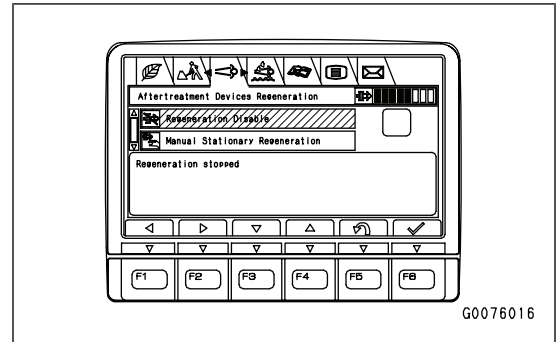 Aftertreatment Devices Regeneration
Regeneration Disable
Manual Stationary Regeneration
Regeneration stopped
F1 F2 F3 F4 F5 F6
G0076016